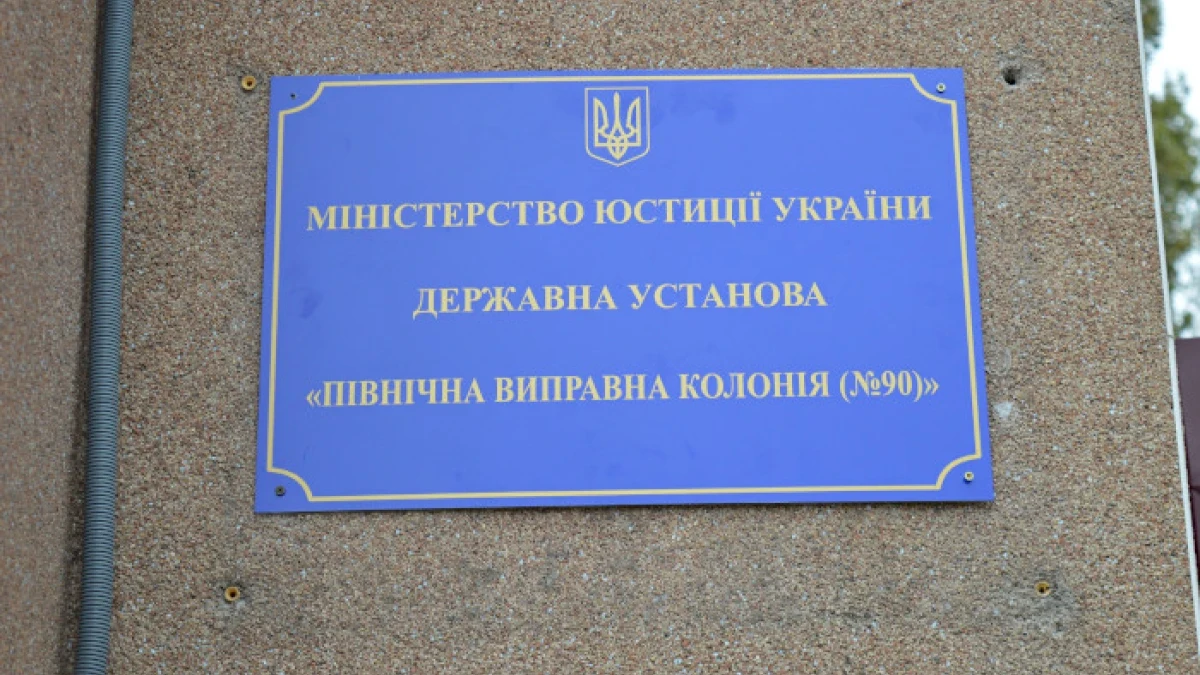 МІНІСТЕРСТВО ЮСТИЦІЇ УКРАЇНИ
ДЕРЖАВНА УСТАНОВА
«ПІВНІЧНА ВИПРАВНА КОЛОНІЯ (№90)»